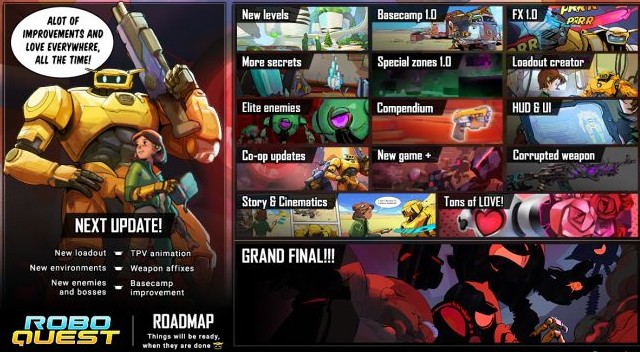 ALOT OF
IMPROVEMENTS AND
LOVE EVERYWHERE,
ALL THE TIME!
NEXT UPDATE!
New loadout
TPV animation
New environments
Weapon affixes
New enemies
and bosses
Basecamp
improvement
ROBO
QUEST
ROADMAP
Things will be ready,
when they are done
New levels
Basecamp 1.0
FX 1.0
PRRR
More secrets
Special zones 1.0
Loadout creator
Elite enemies
Compendium
HUD & UI
Co-op updates
New game +
Corrupted weapon
Story & Cinematics
Tons of LOVE!
GRAND FINAL!!!